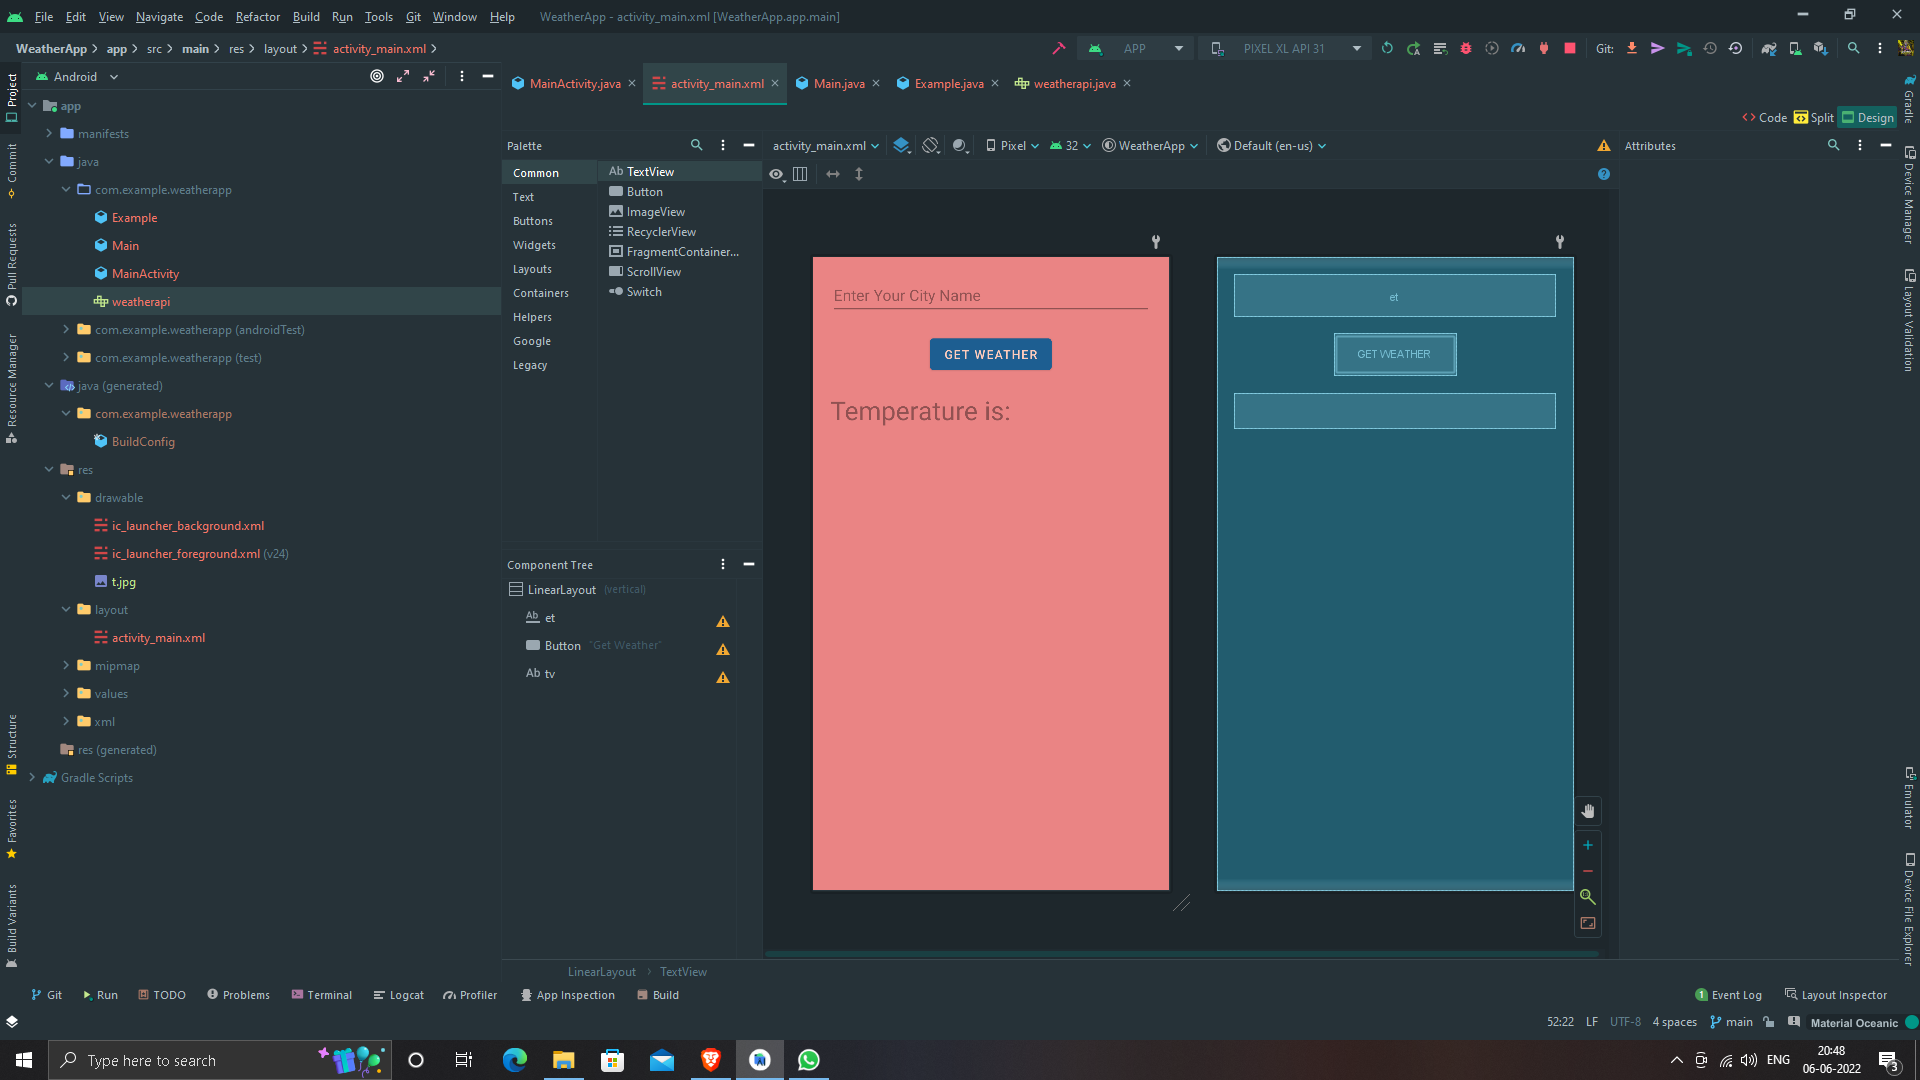 File Edit View Navigate Code Refactor Build Run Tools Git Window Help WeatherApp - activity_main.xml [WeatherApp.app.main]
WeatherApp app src main res layout activity_main.xml APP PIXEL XL API 31 Git:
Project
Commit
Pull Requests
Resource Manager
Structure
Favorites
Build Variants
Android
app
manifests
java
com.example.weatherapp
Example
Main
MainActivity
weatherapi
com.example.weatherapp (androidTest)
com.example.weatherapp (test)
java (generated)
com.example.weatherapp
BuildConfig
res
drawable
ic_launcher_background.xml
ic_launcher_foreground.xml (v24)
t.jpg
layout
activity_main.xml
mipmap
values
xml
res (generated)
Gradle Scripts
MainActivity.java activity_main.xml Main.java Example.java weatherapi.java
Code Split Design
Palette
Common
Text
Buttons
Widgets
Layouts
Containers
Helpers
Google
Legacy
Ab TextView
Button
ImageView
RecyclerView
FragmentContainer...
ScrollView
Switch
Component Tree
LinearLayout (vertical)
Ab et
Button "Get Weather"
Ab tv
activity_main.xml Pixel 32 WeatherApp Default (en-us)
Enter Your City Name
GET WEATHER
Temperature is:
et
GET WEATHER
Attributes
Gradle
Device Manager
Layout Validation
Emulator
Device File Explorer
LinearLayout TextView
Git Run TODO Problems Terminal Logcat Profiler App Inspection Build 1 Event Log Layout Inspector
52:22 LF UTF-8 4 spaces main Material Oceanic
Type here to search
ENG
20:48
06-06-2022
3